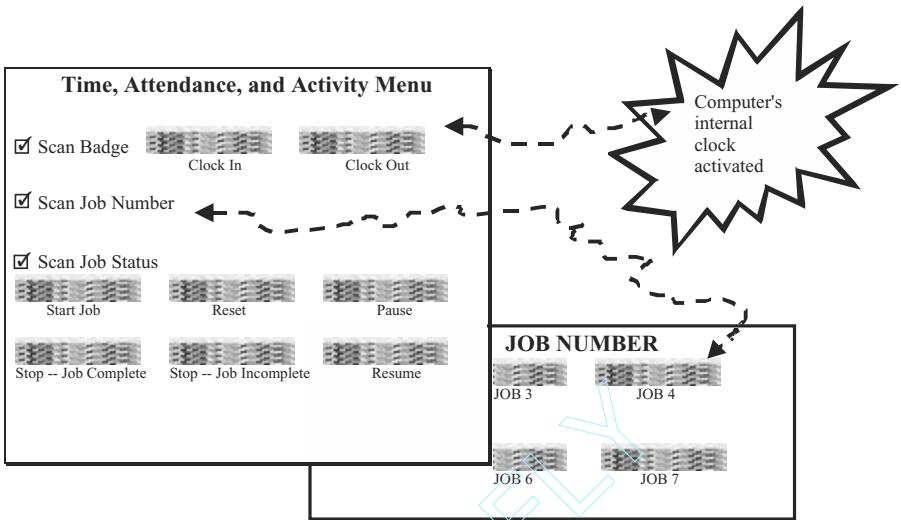 Time, Attendance, and Activity Menu
Scan Badge
Clock In
Clock Out
Scan Job Number
Scan Job Status
Start Job
Reset
Pause
Stop -- Job Complete
Stop -- Job Incomplete
Resume
Computer's
internal
clock
activated
JOB NUMBER
JOB 3
JOB 4
JOB 6
JOB 7